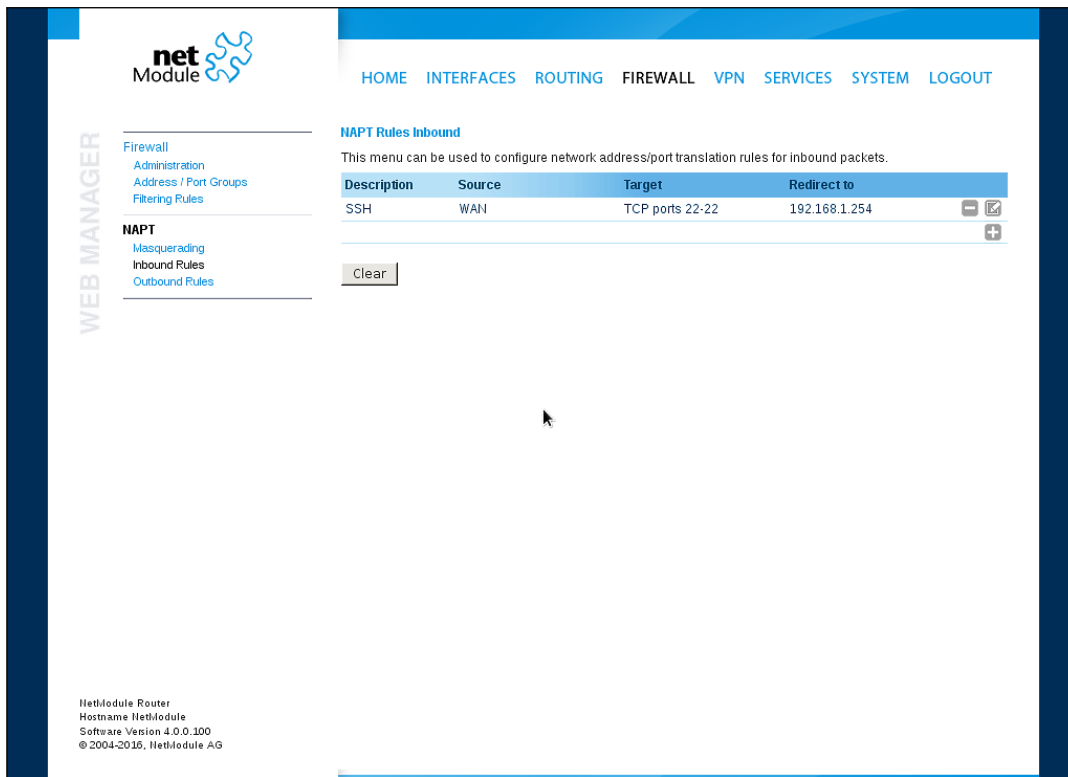 net
Module
HOME INTERFACES ROUTING FIREWALL VPN SERVICES SYSTEM LOGOUT
WEB MANAGER
Firewall
Administration
Address / Port Groups
Filtering Rules
NAPT
Masquerading
Inbound Rules
Outbound Rules
NAPT Rules Inbound
This menu can be used to configure network address/port translation rules for inbound packets.
Description Source Target Redirect to
SSH WAN TCP ports 22-22 192.168.1.254
Clear
NetModule Router
Hostname NetModule
Software Version 4.0.0.100
© 2004-2016, NetModule AG